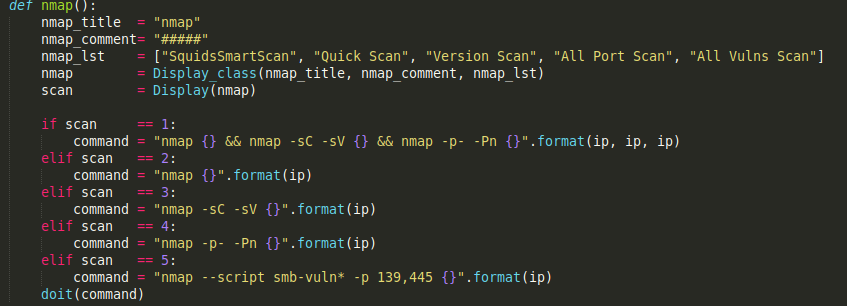 def nmap():
    nmap_title  = "nmap"
    nmap_comment= "#####"
    nmap_lst    = ["SquidsSmartScan", "Quick Scan", "Version Scan", "All Port Scan", "All Vulns Scan"]
    nmap        = Display_class(nmap_title, nmap_comment, nmap_lst)
    scan        = Display(nmap)
    if scan     == 1:
        command = "nmap {} && nmap -sC -sV {} && nmap -p- -Pn {}".format(ip, ip, ip)
    elif scan   == 2:
        command = "nmap {}".format(ip)
    elif scan   == 3:
        command = "nmap -sC -sV {}".format(ip)
    elif scan   == 4:
        command = "nmap -p- -Pn {}".format(ip)
    elif scan   == 5:
        command = "nmap --script smb-vuln* -p 139,445 {}".format(ip)
    doit(command)